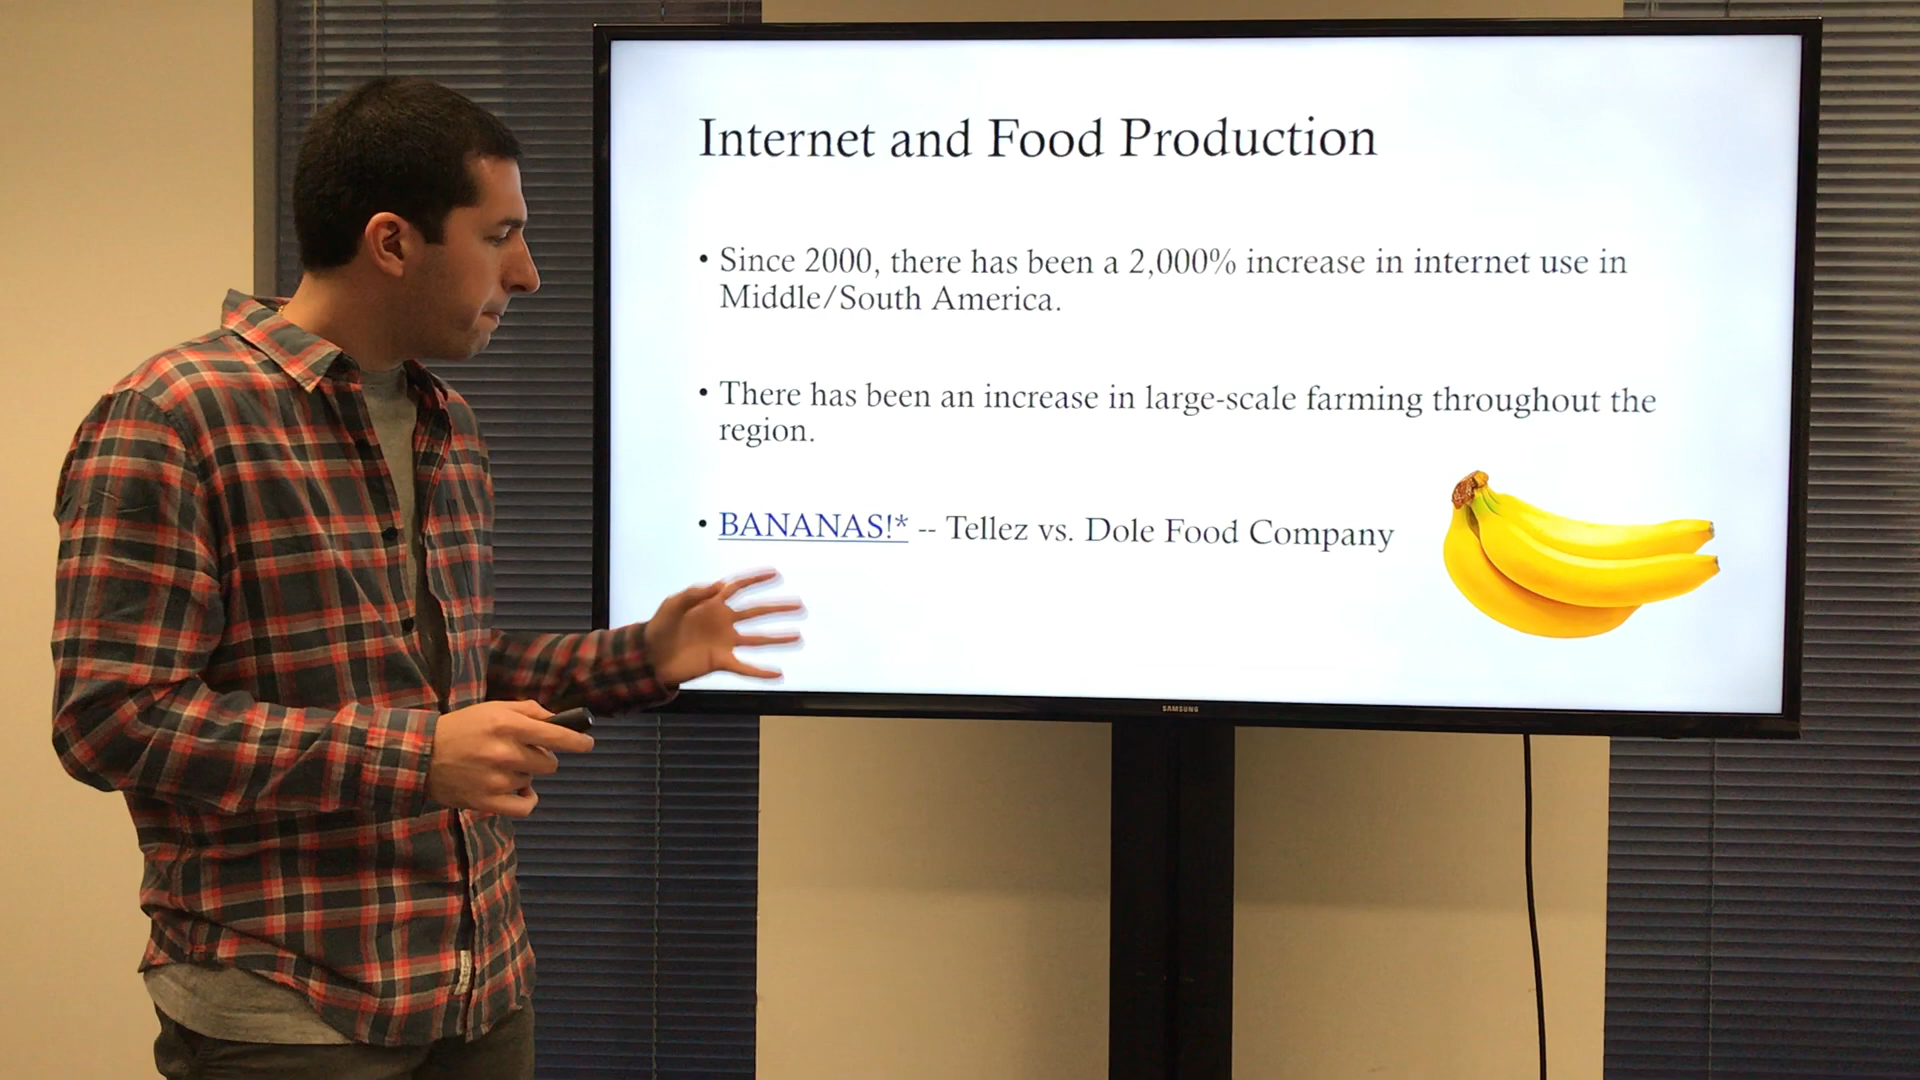 Internet and Food Production
• Since 2000, there has been a 2,000% increase in internet use in
Middle/South America.
• There has been an increase in large-scale farming throughout the
region.
• BANANAS!* -- Tellez vs. Dole Food Company
SAMSUNG